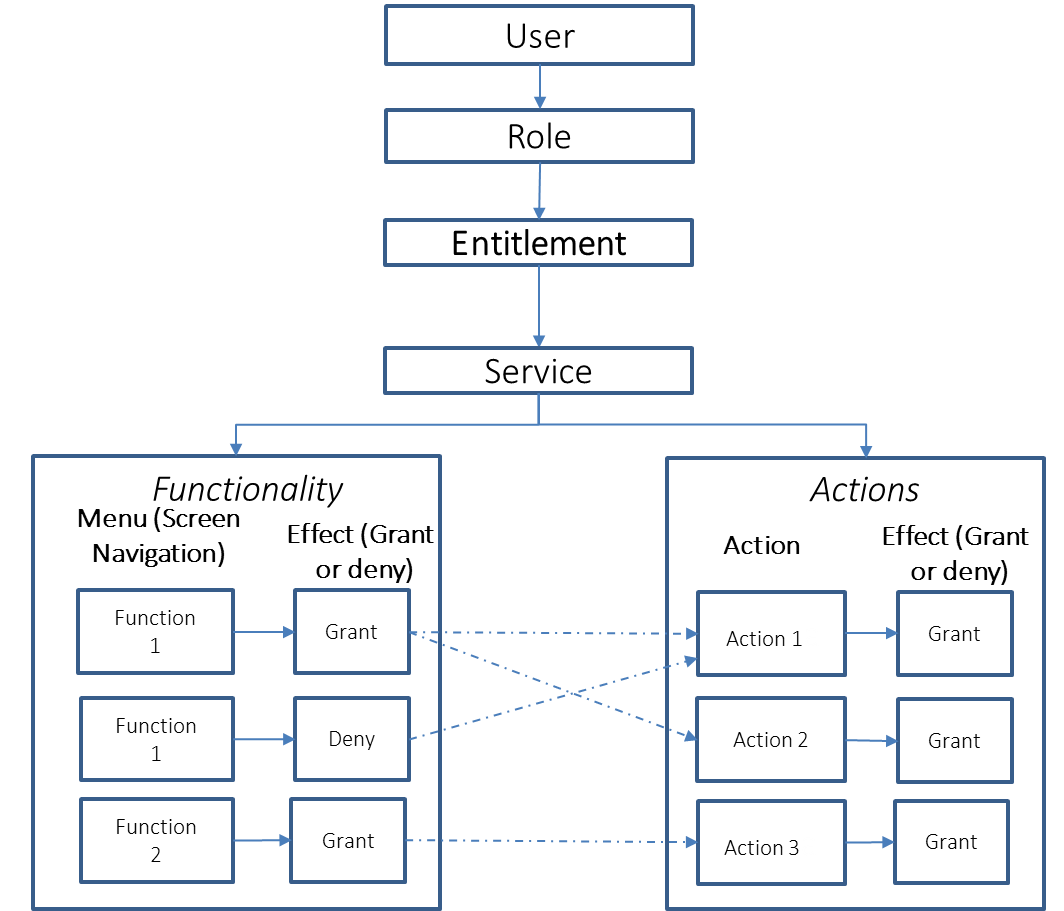 User
Role
Entitlement
Service
Functionality
Menu (Screen
Navigation)
Effect (Grant
or deny)
Function
1
Grant
Function
1
Deny
Function
2
Grant
Actions
Action
Effect (Grant
or deny)
Action 1
Grant
Action 2
Grant
Action 3
Grant